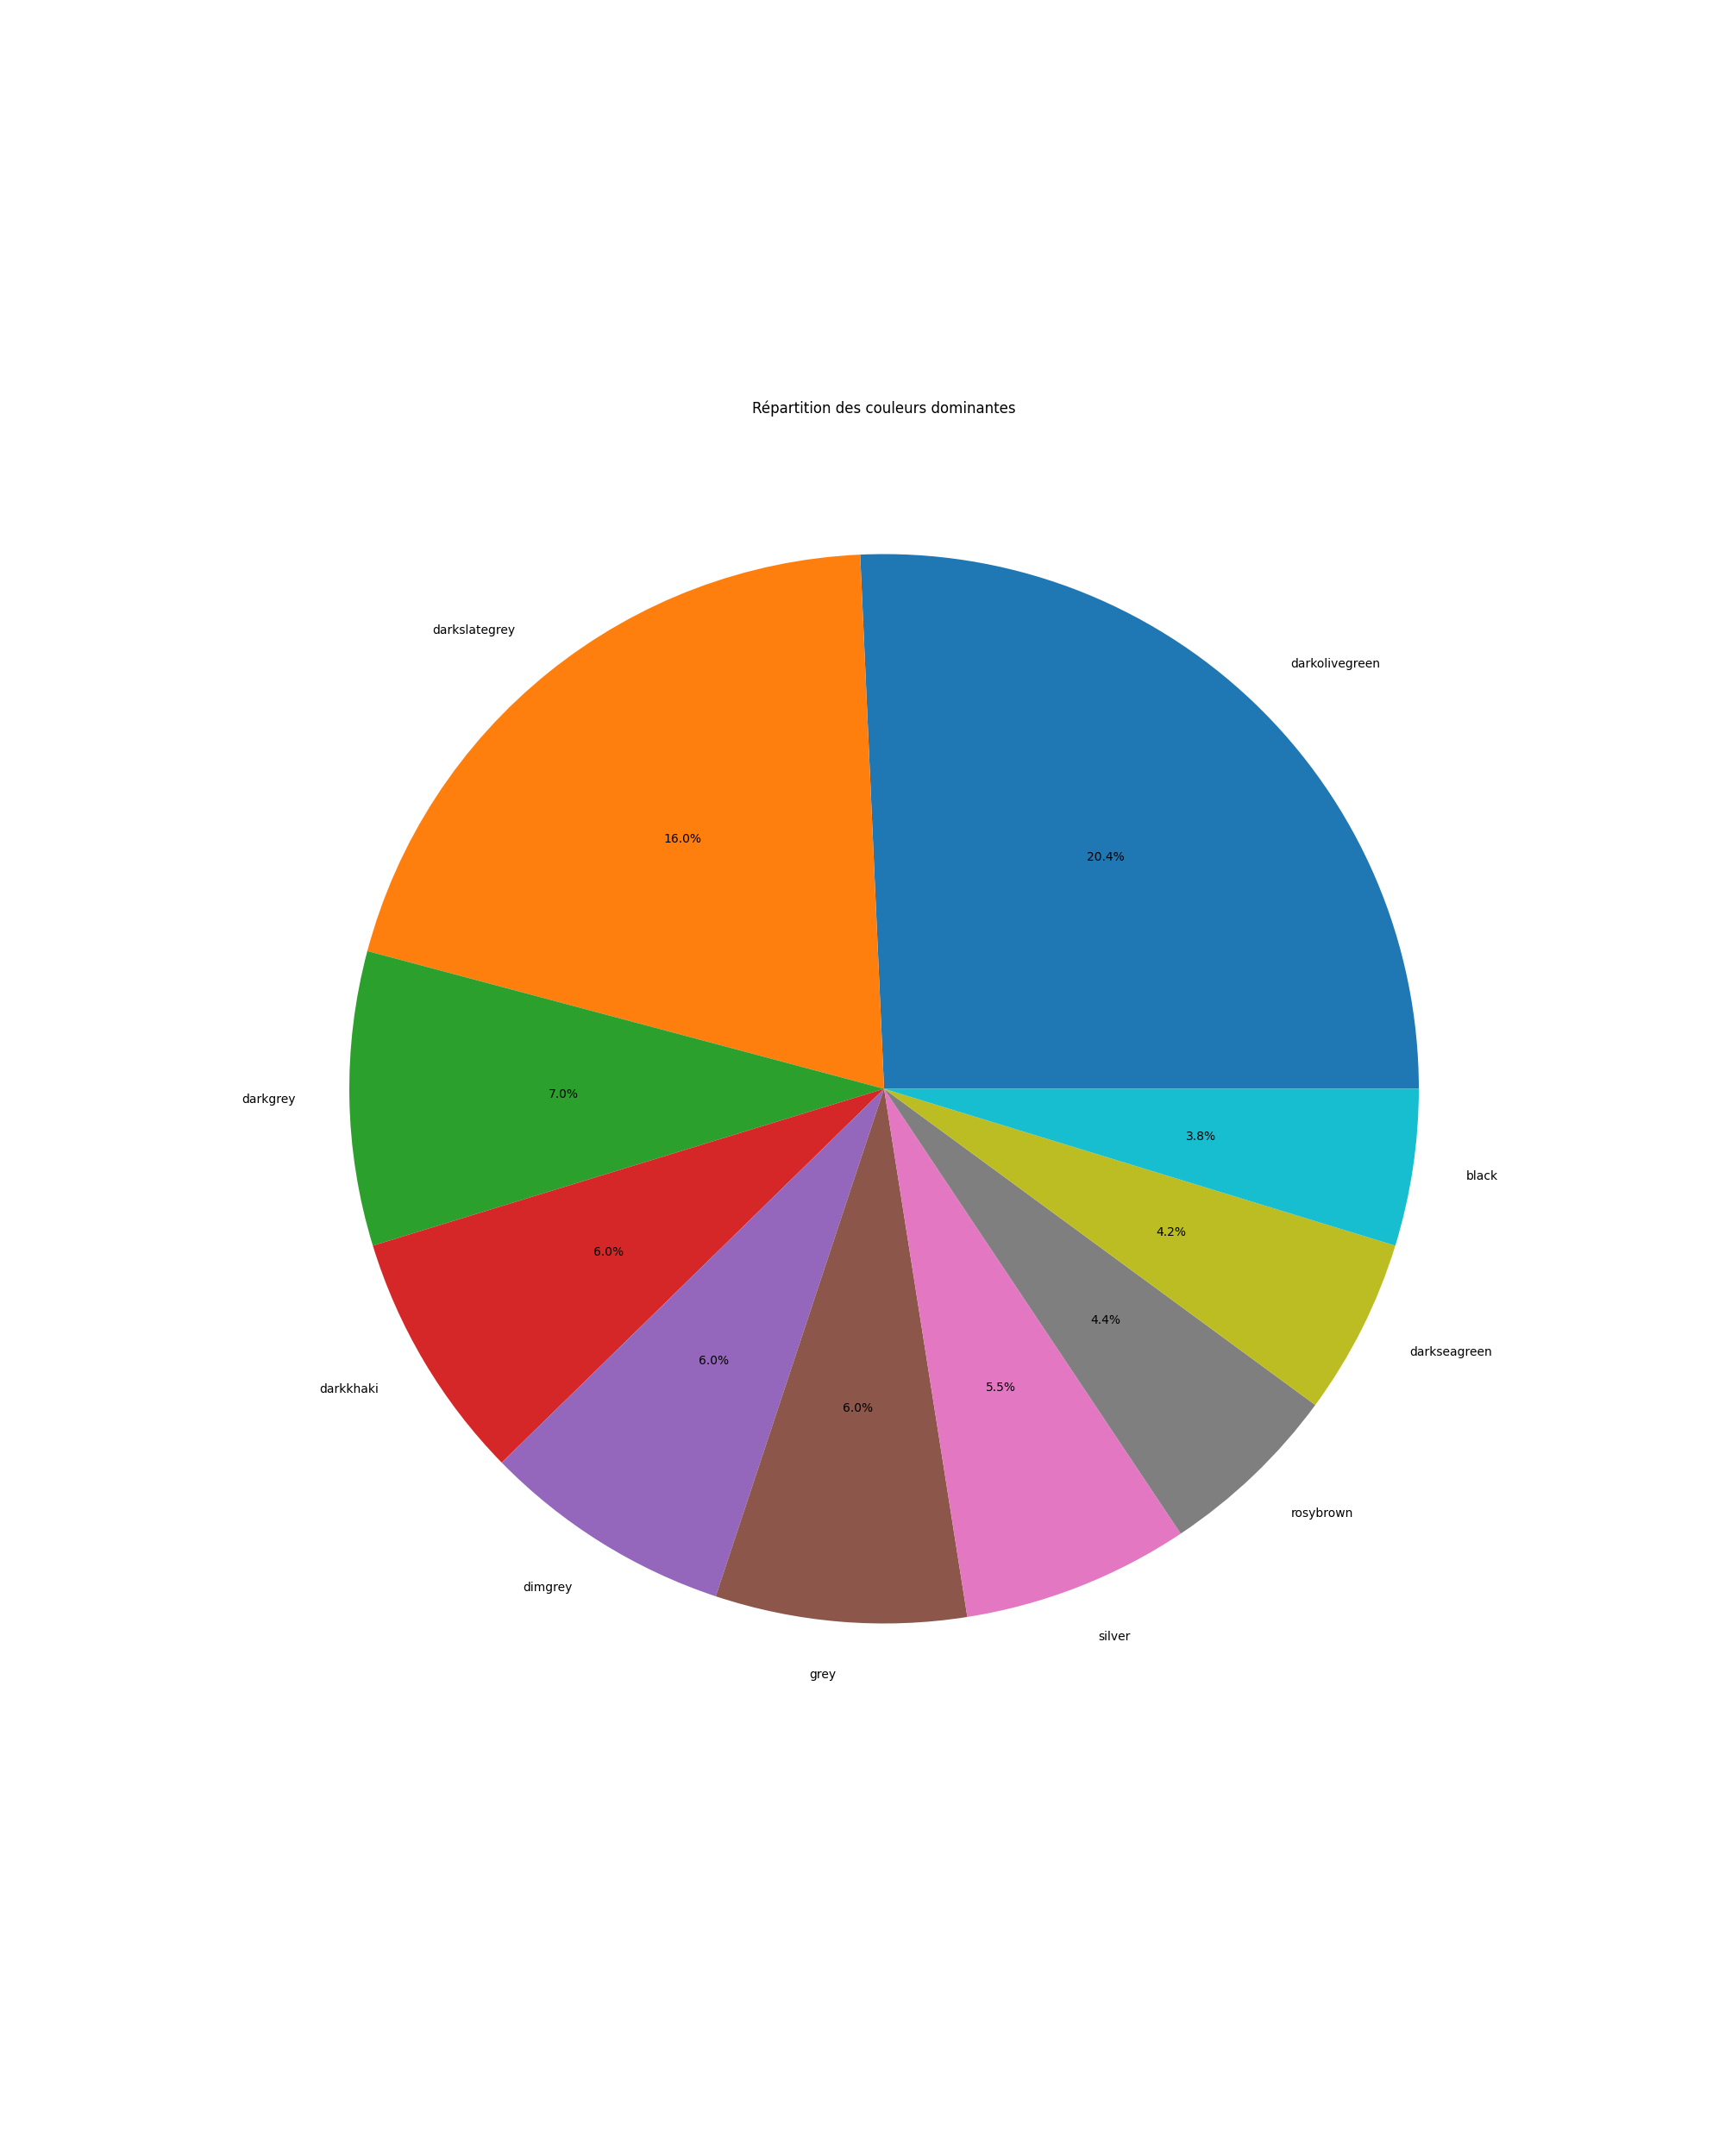 Répartition des couleurs dominantes
darkslategrey
darkolivegreen
16.0%
20.4%
7.0%
darkgrey
3.8%
black
4.2%
6.0%
4.4%
darkseagreen
6.0%
5.5%
darkkhaki
6.0%
rosybrown
dimgrey
silver
grey